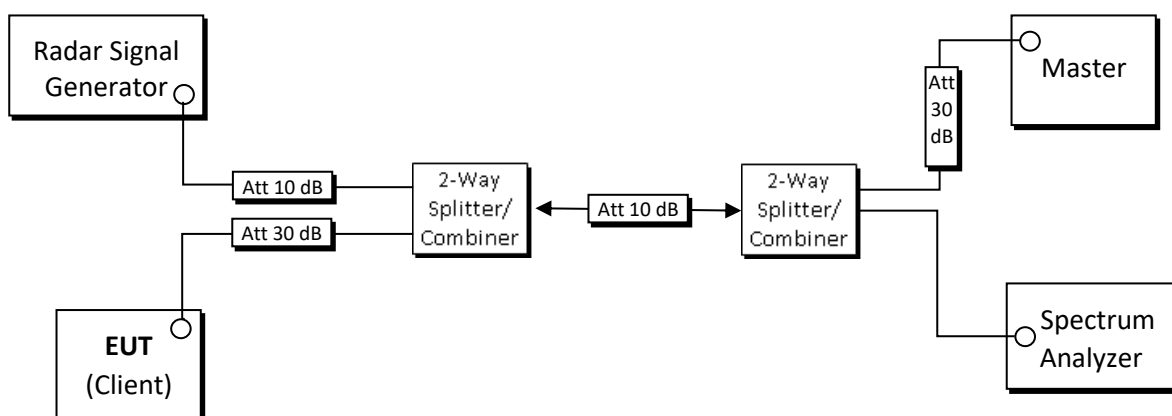 Radar Signal
Generator
Att 10 dB
Att 30 dB
EUT
(Client)
2-Way
Splitter/
Combiner
Att 10 dB
2-Way
Splitter/
Combiner
Att
30
dB
Master
Spectrum
Analyzer